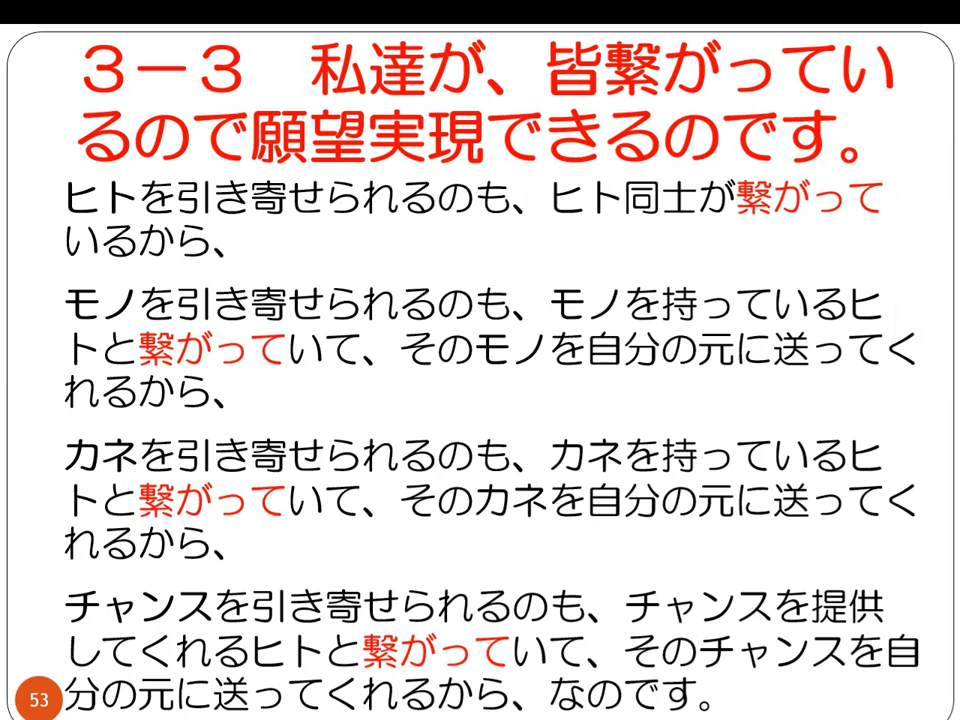 ３－３　私達が、皆繋がってい
るので願望実現できるのです。
ヒトを引き寄せられるのも、ヒト同士が繋がって
いるから、
モノを引き寄せられるのも、モノを持っているヒ
トと繋がっていて、そのモノを自分の元に送ってく
れるから、
カネを引き寄せられるのも、カネを持っているヒ
トと繋がっていて、そのカネを自分の元に送ってく
れるから、
チャンスを引き寄せられるのも、チャンスを提供
してくれるヒトと繋がっていて、そのチャンスを自
分の元に送ってくれるから、なのです。
53